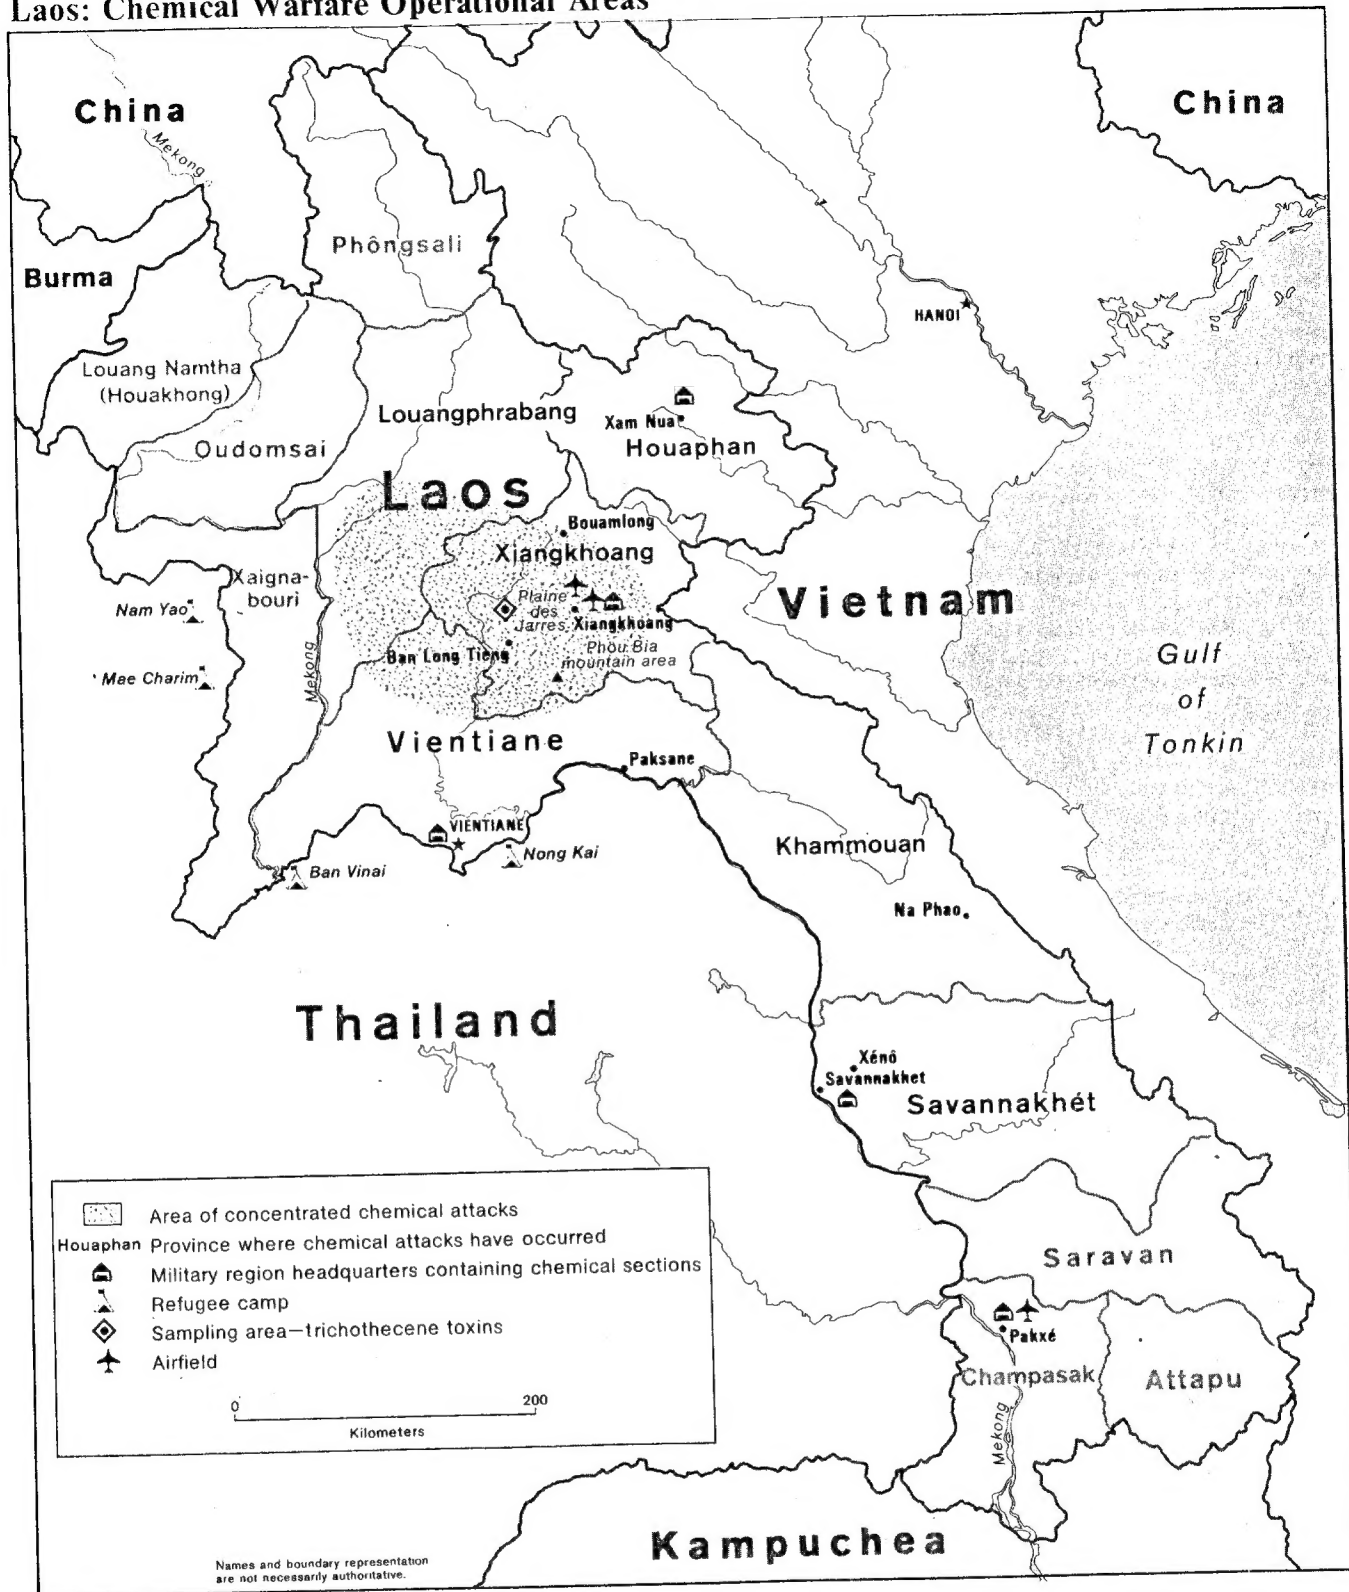 Laos: Chemical Warfare Operational Areas
China
China
Mekong
Phôngsali
Burma
HANOI
Louang Namtha
(Houakhong)
Louangphrabang
Xam Nua
Houaphan
Oudomsai
Laos
Bouamlong
Xiangkhoang
Xaigna-
bouri
Vietnam
Nam Yao
Plaine
des
Jarres
Xiangkhoang
Ban Long Tieng
Phou Bia
mountain area
Mekong
Mae Charim
Gulf
of
Tonkin
Vientiane
Paksane
VIENTIANE
Khammouan
Nong Kai
Ban Vinai
Na Phao
Thailand
Xénô
Savannakhet
Savannakhét
Area of concentrated chemical attacks
Houaphan Province where chemical attacks have occurred
Military region headquarters containing chemical sections
Refugee camp
Sampling area—trichothecene toxins
Airfield
0 200
Kilometers
Saravan
Pakxé
Champasak
Attapu
Mekong
Kampuchea
Names and boundary representation
are not necessarily authoritative.